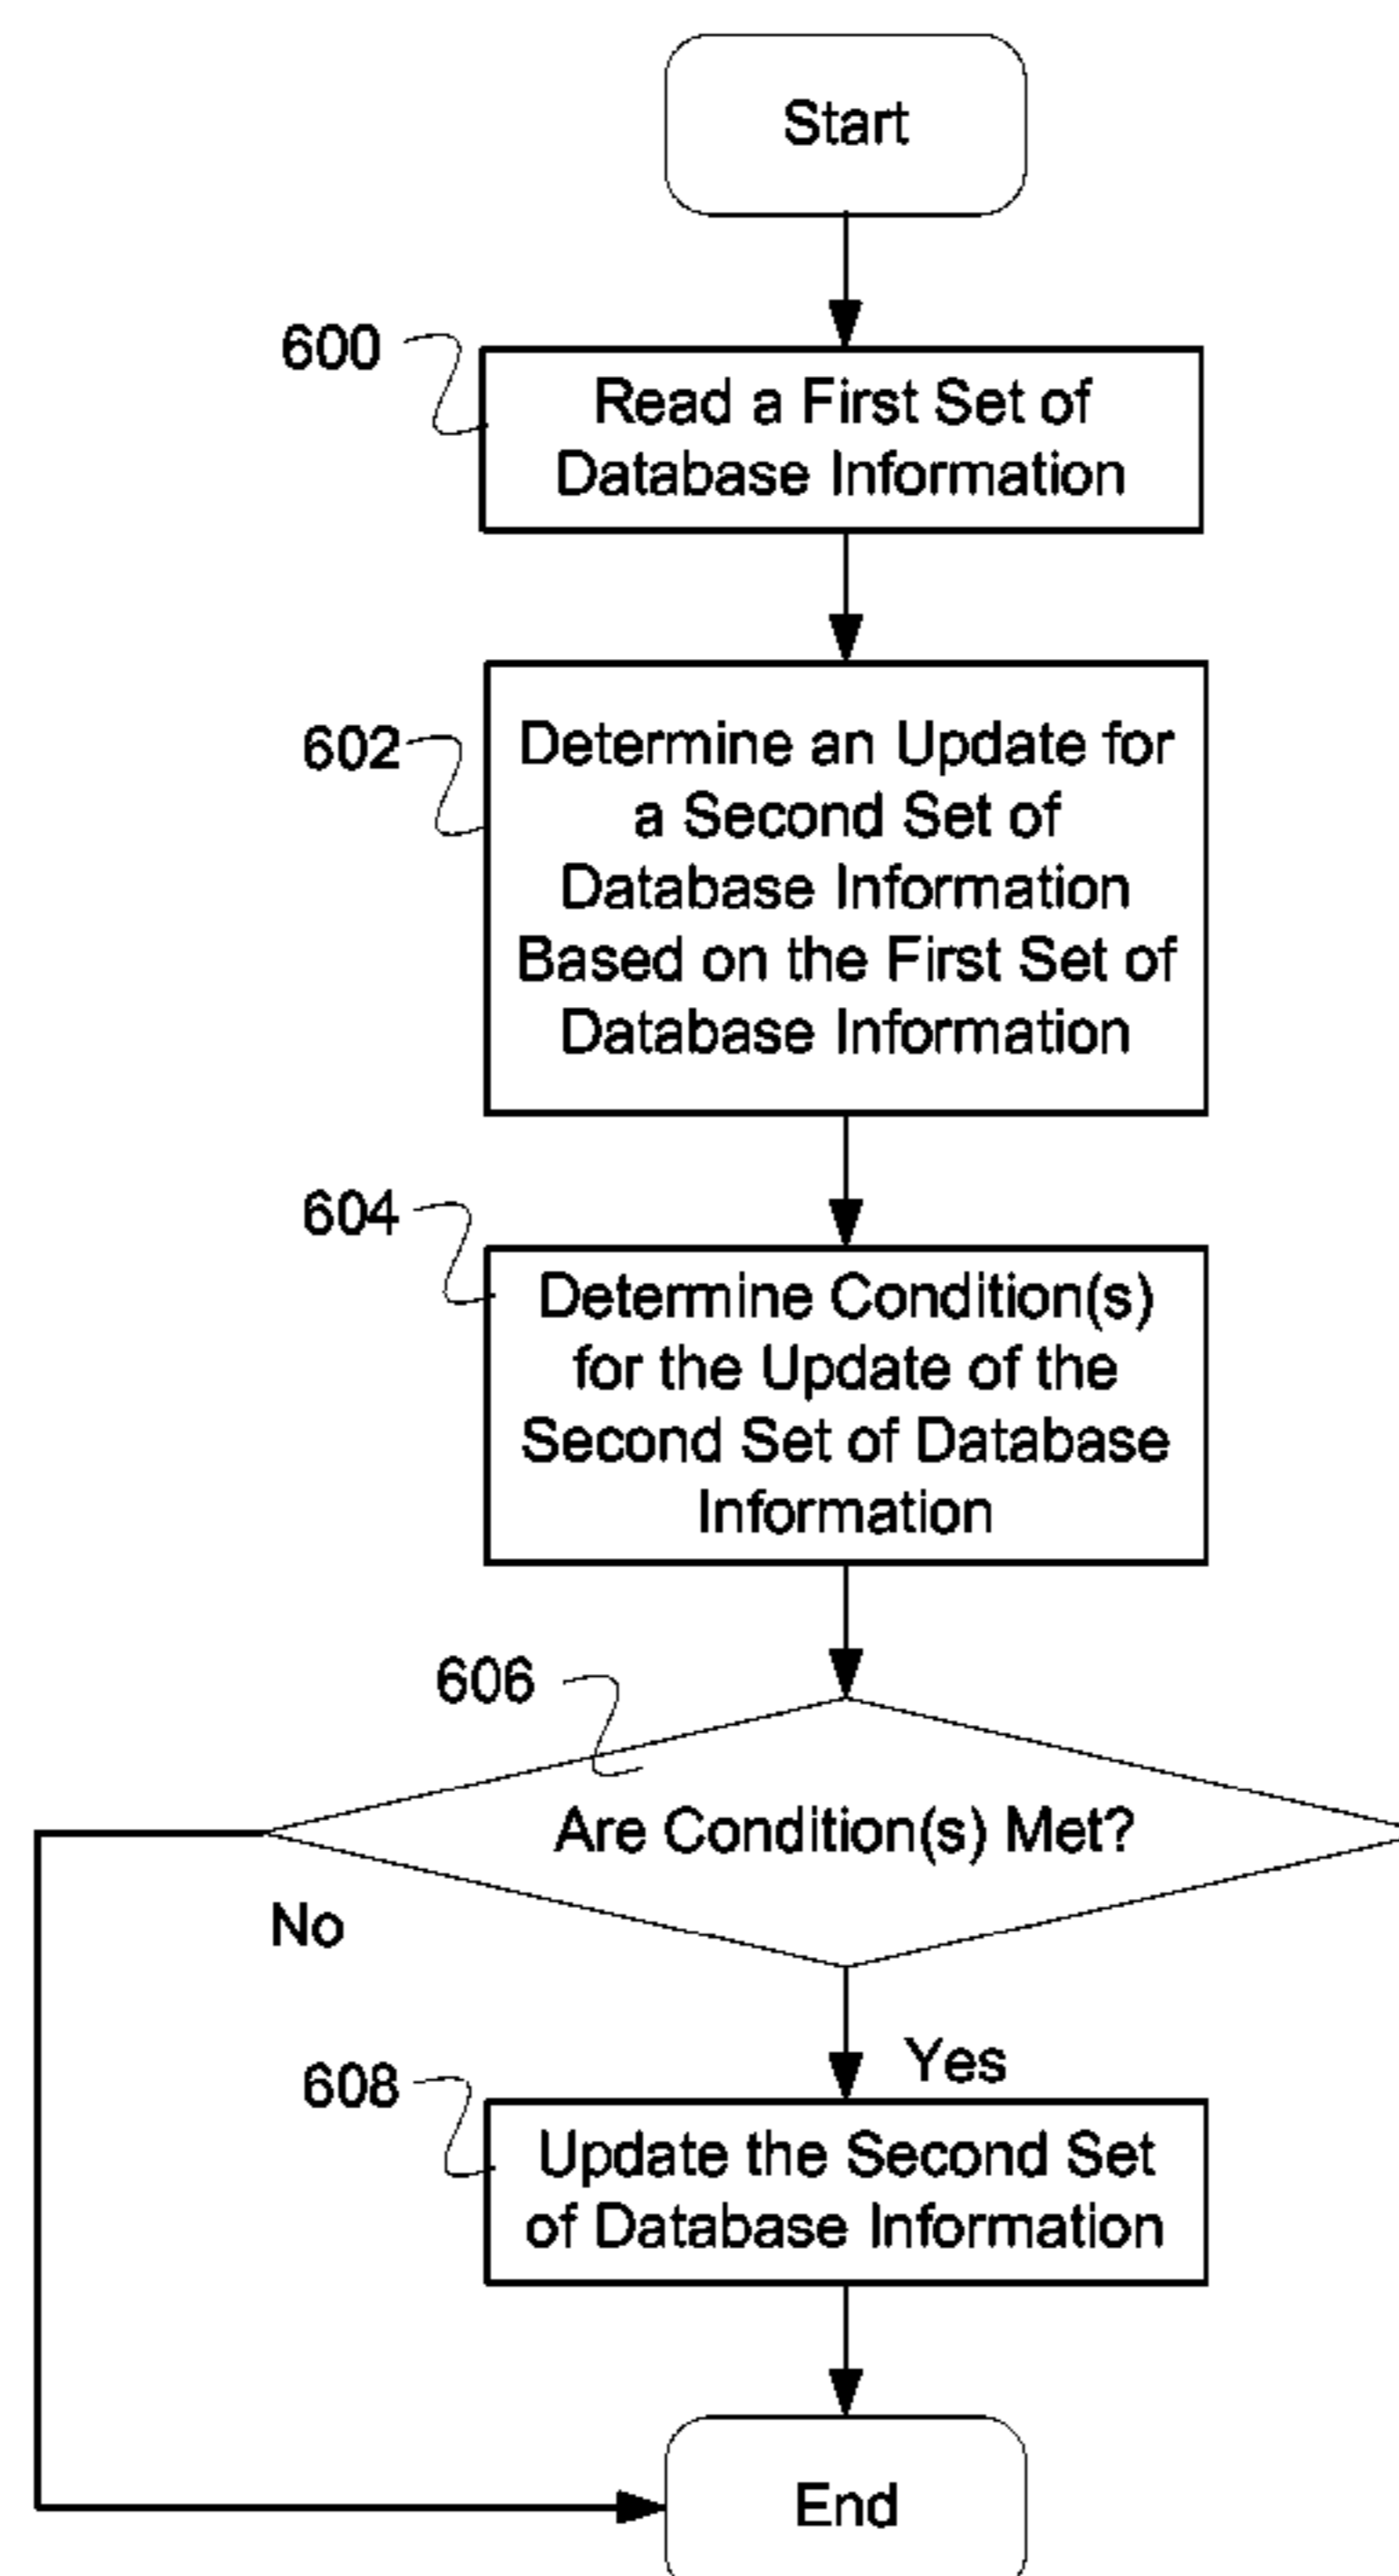 Start
600
Read a First Set of
Database Information
602
Determine an Update for
a Second Set of
Database Information
Based on the First Set of
Database Information
604
Determine Condition(s)
for the Update of the
Second Set of Database
Information
606
Are Condition(s) Met?
No
Yes
608
Update the Second Set
of Database Information
End